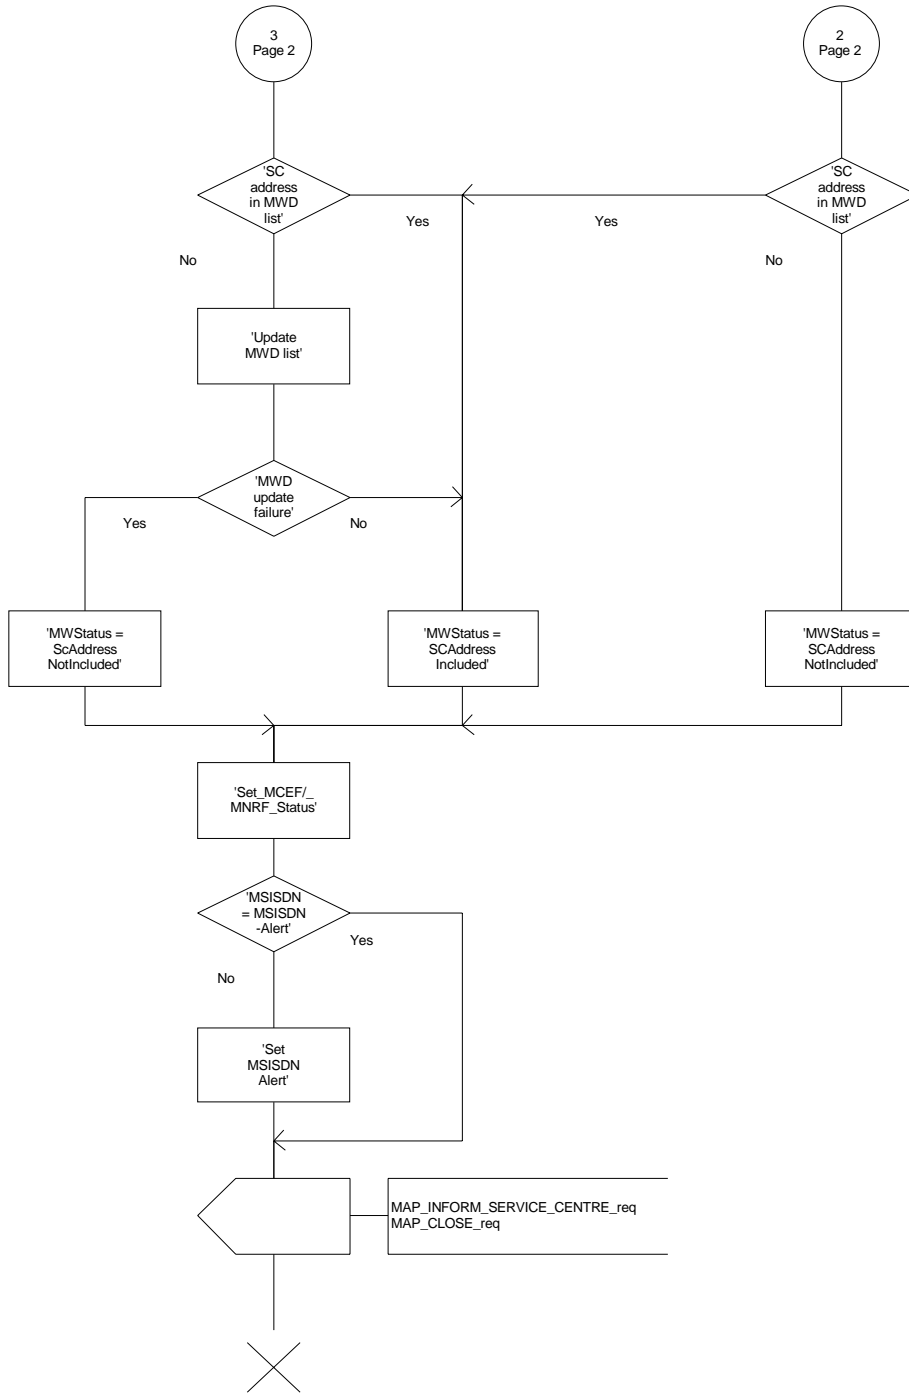 3
Page 2
2
Page 2
'SC
address
in MWD
list'
'SC
address
in MWD
list'
Yes
Yes
No
No
'Update
MWD list'
'MWD
update
failure'
Yes
No
'MWStatus =
ScAddress
NotIncluded'
'MWStatus =
SCAddress
Included'
'MWStatus =
SCAddress
NotIncluded'
'Set_MCEF/_
MNRF_Status'
'MSISDN
= MSISDN
-Alert'
Yes
No
'Set
MSISDN
Alert'
MAP_INFORM_SERVICE_CENTRE_req
MAP_CLOSE_req